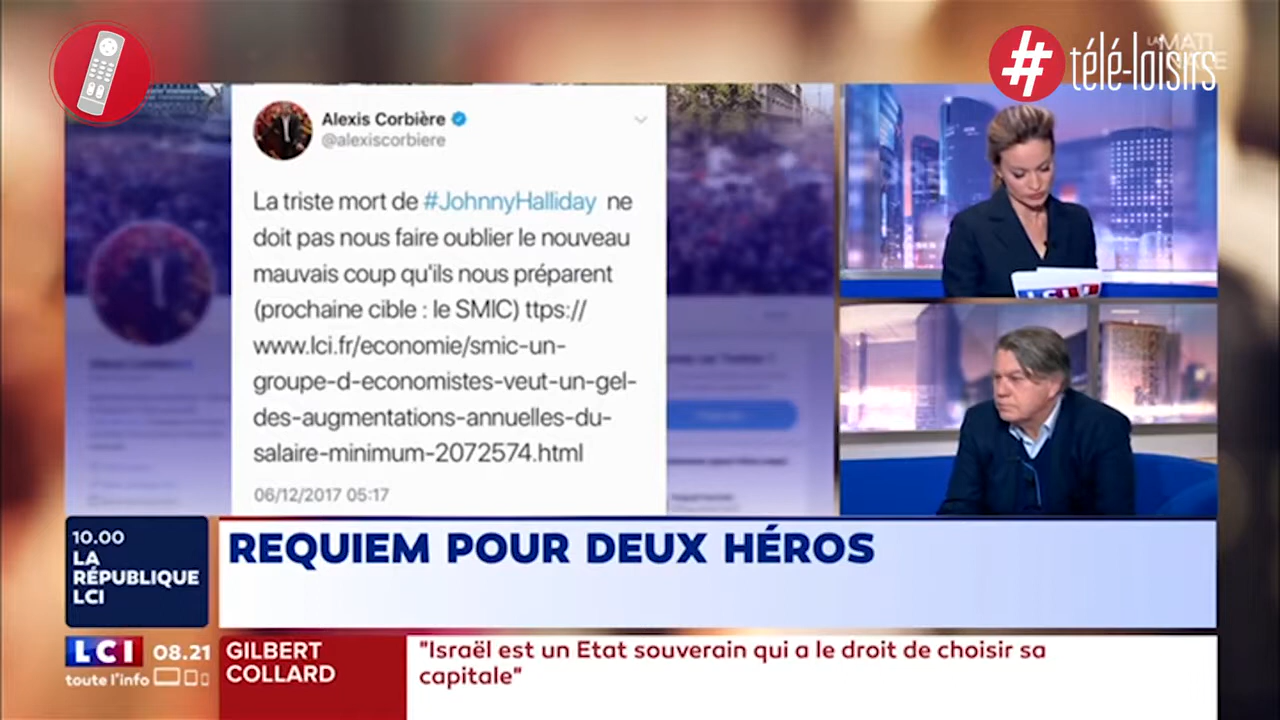 LA MATI
#télé-loisirs
Alexis Corbière
@alexiscorbiere
La triste mort de #JohnnyHalliday ne
doit pas nous faire oublier le nouveau
mauvais coup qu'ils nous préparent
(prochaine cible : le SMIC) ttps://
www.lci.fr/economie/smic-un-
groupe-d-economistes-veut-un-gel-
des-augmentations-annuelles-du-
salaire-minimum-2072574.html
06/12/2017 05:17
LCI
10.00
LA
RÉPUBLIQUE
LCI
REQUIEM POUR DEUX HÉROS
LCI 08.21
toute l'info
GILBERT
COLLARD
"Israël est un Etat souverain qui a le droit de choisir sa
capitale"